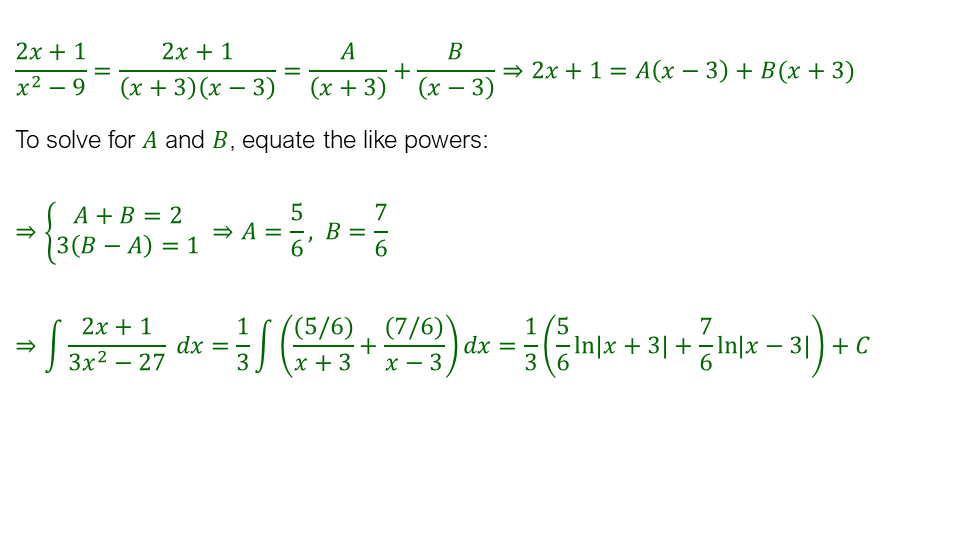 (2x + 1)/(x² − 9) = (2x + 1)/((x + 3)(x − 3)) = A/(x + 3) + B/(x − 3) ⇒ 2x + 1 = A(x − 3) + B(x + 3)
To solve for A and B, equate the like powers:
⇒ { A + B = 2
3(B − A) = 1 ⇒ A = 5/6, B = 7/6
⇒ ∫ (2x + 1)/(3x² − 27) dx = 1/3 ∫ ((5/6)/(x + 3) + (7/6)/(x − 3)) dx = 1/3 (5/6 ln|x + 3| + 7/6 ln|x − 3|) + C